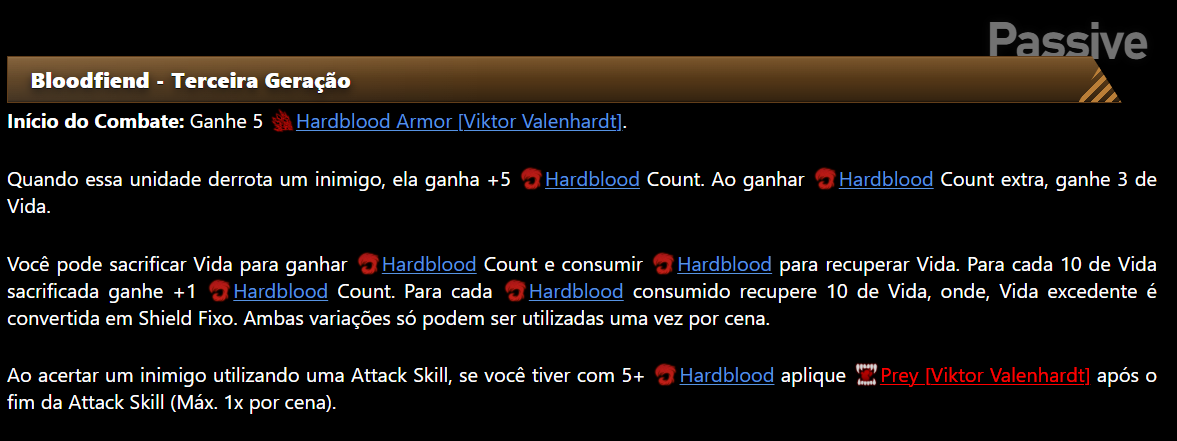 Passive
Bloodfiend - Terceira Geração
Início do Combate: Ganhe 5 Hardblood Armor [Viktor Valenhardt].
Quando essa unidade derrota um inimigo, ela ganha +5 Hardblood Count. Ao ganhar Hardblood Count extra, ganhe 3 de
Vida.
Você pode sacrificar Vida para ganhar Hardblood Count e consumir Hardblood para recuperar Vida. Para cada 10 de Vida
sacrificada ganhe +1 Hardblood Count. Para cada Hardblood consumido recupere 10 de Vida, onde, Vida excedente é
convertida em Shield Fixo. Ambas variações só podem ser utilizadas uma vez por cena.
Ao acertar um inimigo utilizando uma Attack Skill, se você tiver com 5+ Hardblood aplique Prey [Viktor Valenhardt] após o
fim da Attack Skill (Máx. 1x por cena).